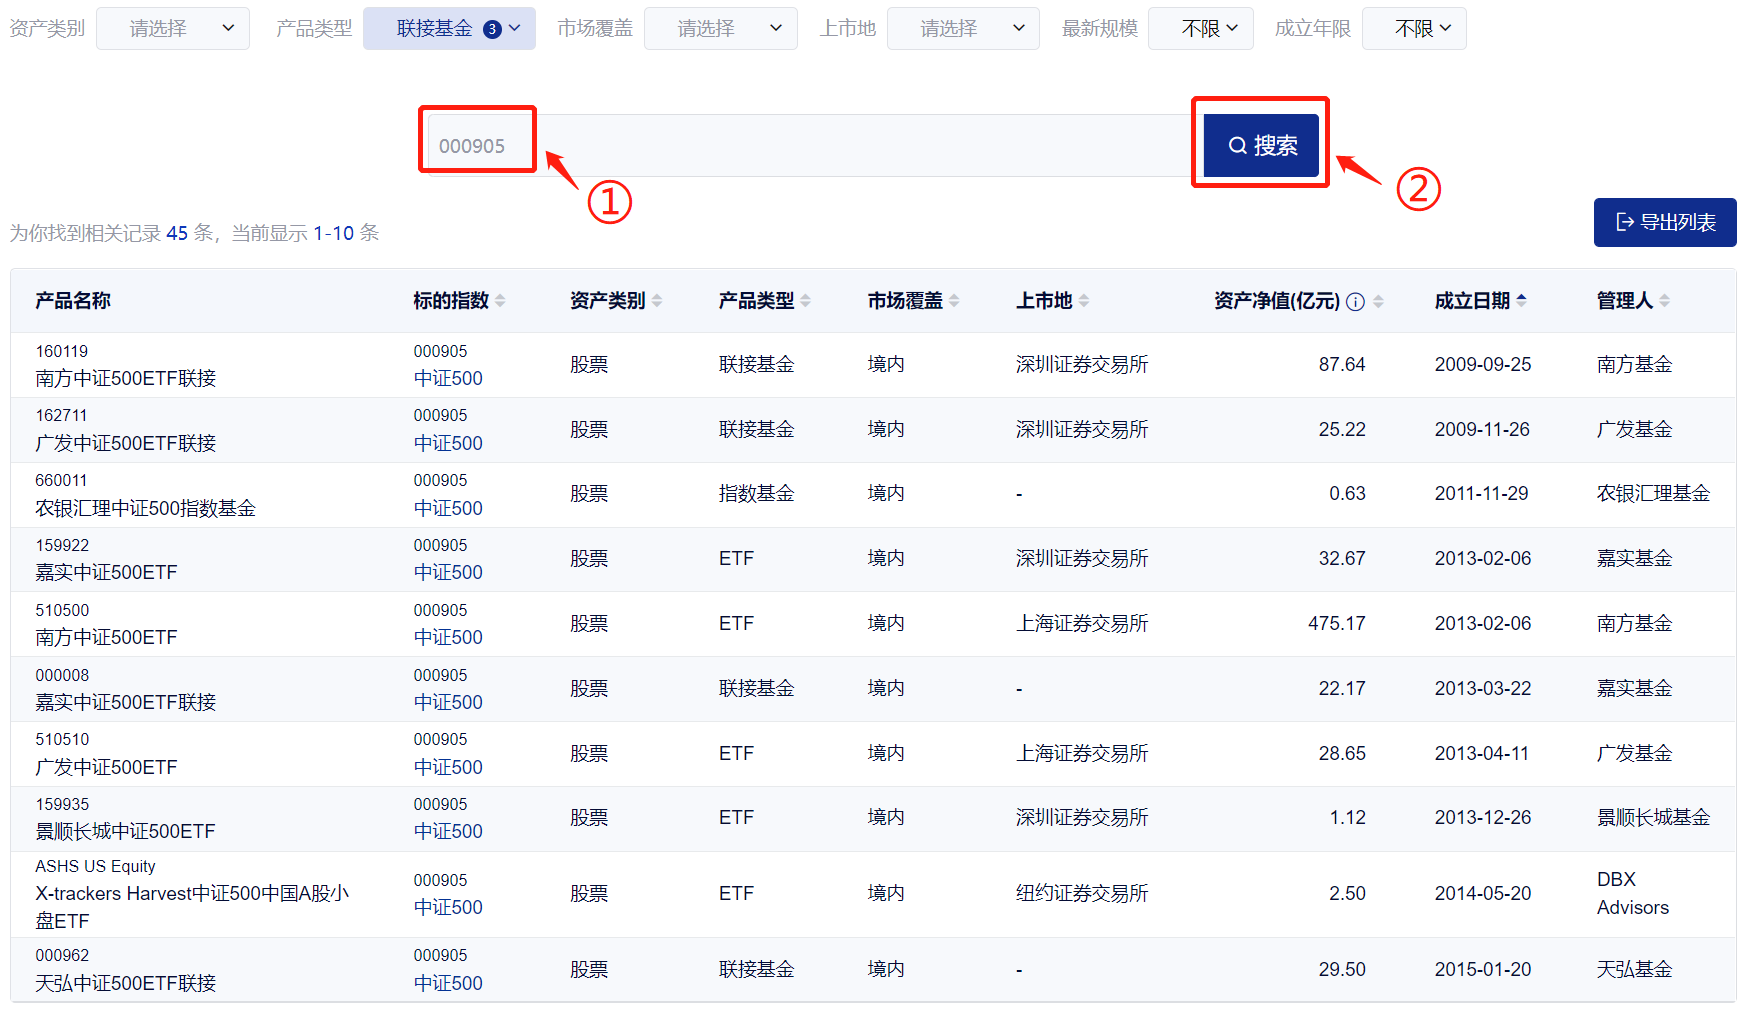 资产类别 请选择 产品类型 联接基金 3 市场覆盖 请选择 上市地 请选择 最新规模 不限 成立年限 不限
000905 搜索
① ②
为你找到相关记录 45 条，当前显示 1-10 条 导出列表
产品名称 标的指数 资产类别 产品类型 市场覆盖 上市地 资产净值(亿元) 成立日期 管理人
160119 000905
南方中证500ETF联接 中证500 股票 联接基金 境内 深圳证券交易所 87.64 2009-09-25 南方基金
162711 000905
广发中证500ETF联接 中证500 股票 联接基金 境内 深圳证券交易所 25.22 2009-11-26 广发基金
660011 000905
农银汇理中证500指数基金 中证500 股票 指数基金 境内 - 0.63 2011-11-29 农银汇理基金
159922 000905
嘉实中证500ETF 中证500 股票 ETF 境内 深圳证券交易所 32.67 2013-02-06 嘉实基金
510500 000905
南方中证500ETF 中证500 股票 ETF 境内 上海证券交易所 475.17 2013-02-06 南方基金
000008 000905
嘉实中证500ETF联接 中证500 股票 联接基金 境内 - 22.17 2013-03-22 嘉实基金
510510 000905
广发中证500ETF 中证500 股票 ETF 境内 上海证券交易所 28.65 2013-04-11 广发基金
159935 000905
景顺长城中证500ETF 中证500 股票 ETF 境内 深圳证券交易所 1.12 2013-12-26 景顺长城基金
ASHS US Equity 000905
X-trackers Harvest中证500中国A股小 中证500 股票 ETF 境内 纽约证券交易所 2.50 2014-05-20 DBX
盘ETF Advisors
000962 000905
天弘中证500ETF联接 中证500 股票 联接基金 境内 - 29.50 2015-01-20 天弘基金